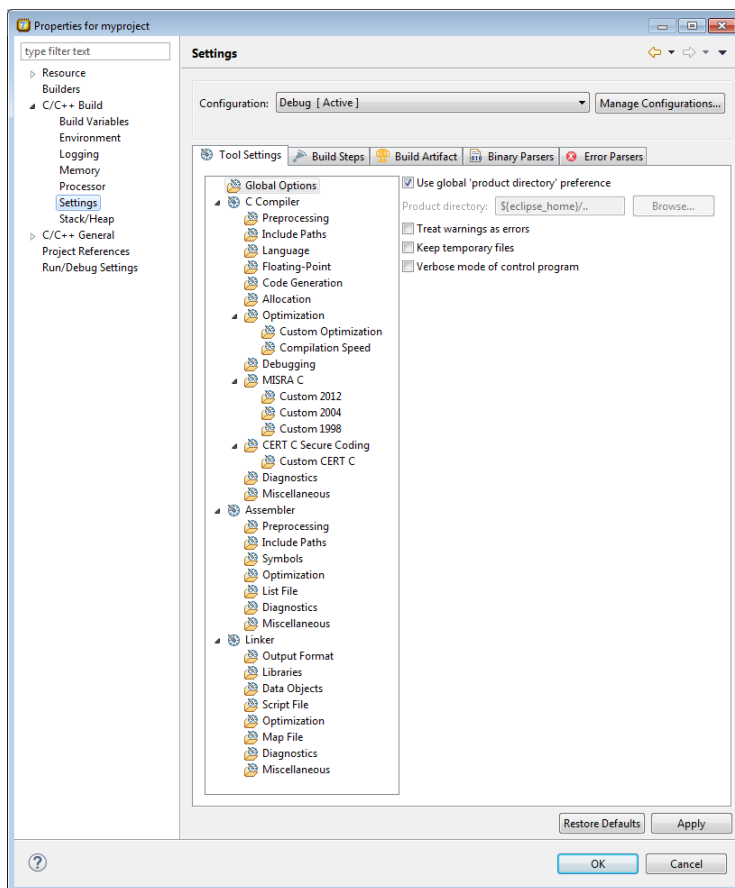 Properties for myproject
type filter text
Resource
Builders
C/C++ Build
Build Variables
Environment
Logging
Memory
Processor
Settings
Stack/Heap
C/C++ General
Project References
Run/Debug Settings
Settings
Configuration: Debug [ Active ] Manage Configurations...
Tool Settings Build Steps Build Artifact Binary Parsers Error Parsers
Global Options
C Compiler
Preprocessing
Include Paths
Language
Floating-Point
Code Generation
Allocation
Optimization
Custom Optimization
Compilation Speed
Debugging
MISRA C
Custom 2012
Custom 2004
Custom 1998
CERT C Secure Coding
Custom CERT C
Diagnostics
Miscellaneous
Assembler
Preprocessing
Include Paths
Symbols
Optimization
List File
Diagnostics
Miscellaneous
Linker
Output Format
Libraries
Data Objects
Script File
Optimization
Map File
Diagnostics
Miscellaneous
Use global 'product directory' preference
Product directory: ${eclipse_home}/.. Browse...
Treat warnings as errors
Keep temporary files
Verbose mode of control program
Restore Defaults Apply
? OK Cancel